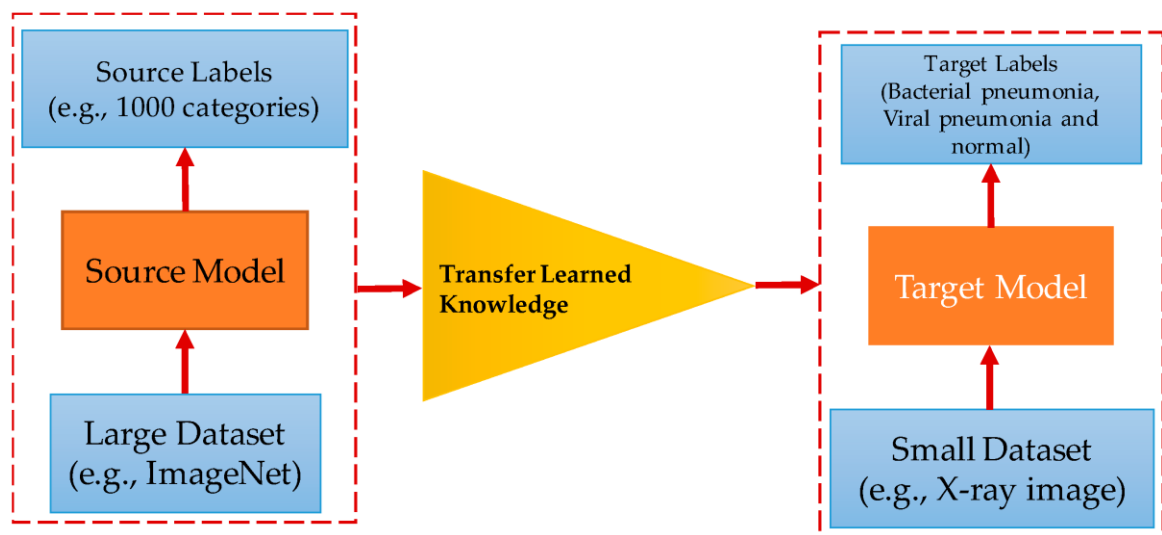 Source Labels
(e.g., 1000 categories)
Source Model
Large Dataset
(e.g., ImageNet)
Transfer Learned
Knowledge
Target Labels
(Bacterial pneumonia,
Viral pneumonia and
normal)
Target Model
Small Dataset
(e.g., X-ray image)